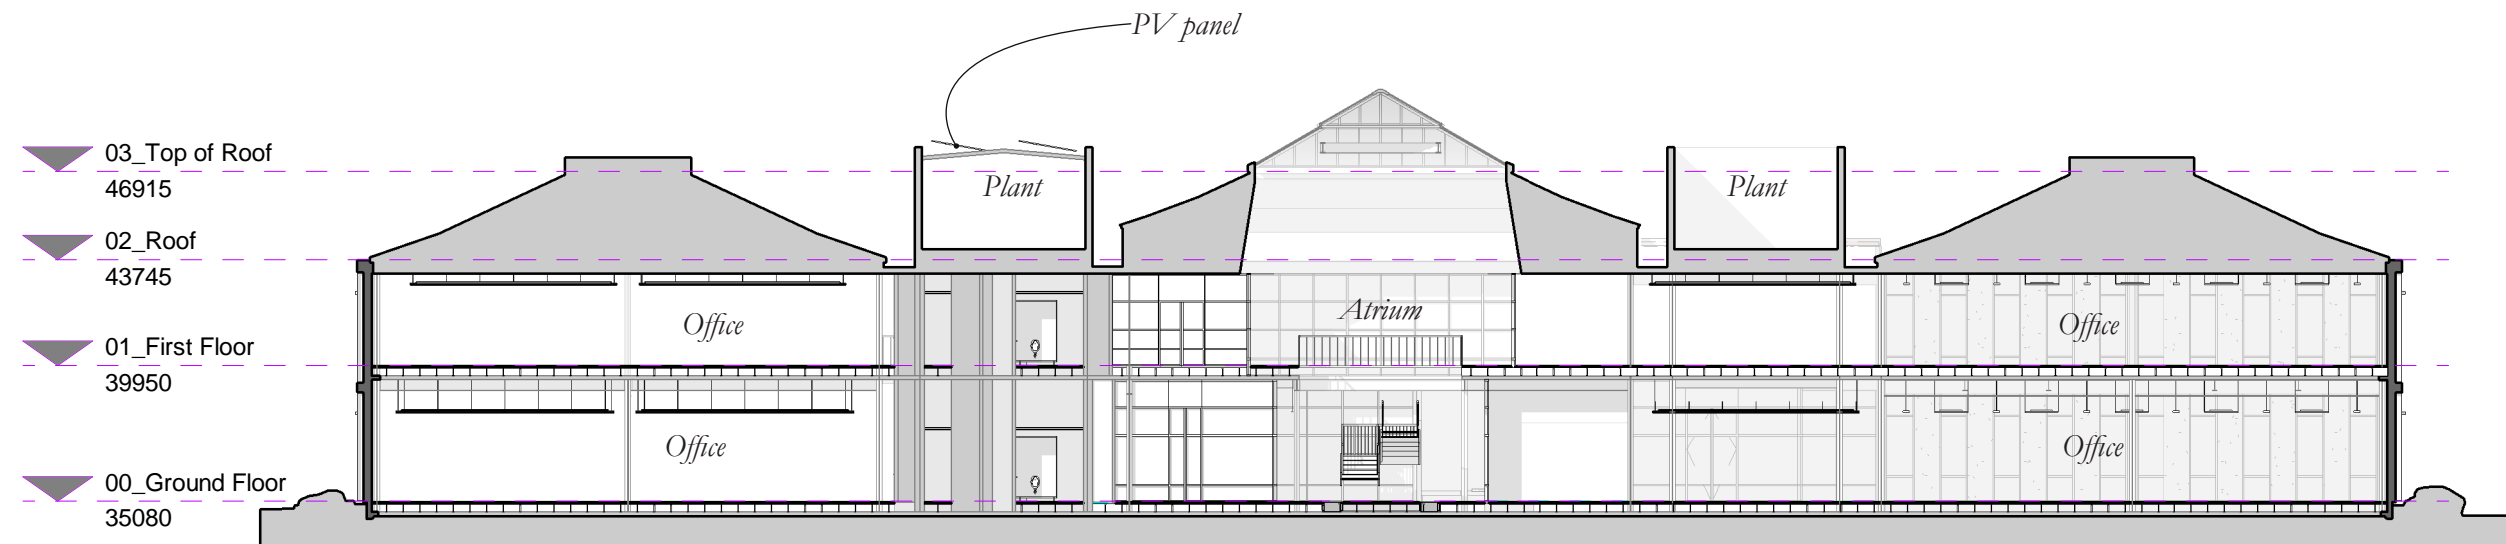 PV panel
03_Top of Roof
46915
Plant
Plant
02_Roof
43745
Office
Atrium
Office
01_First Floor
39950
Office
Office
00_Ground Floor
35080